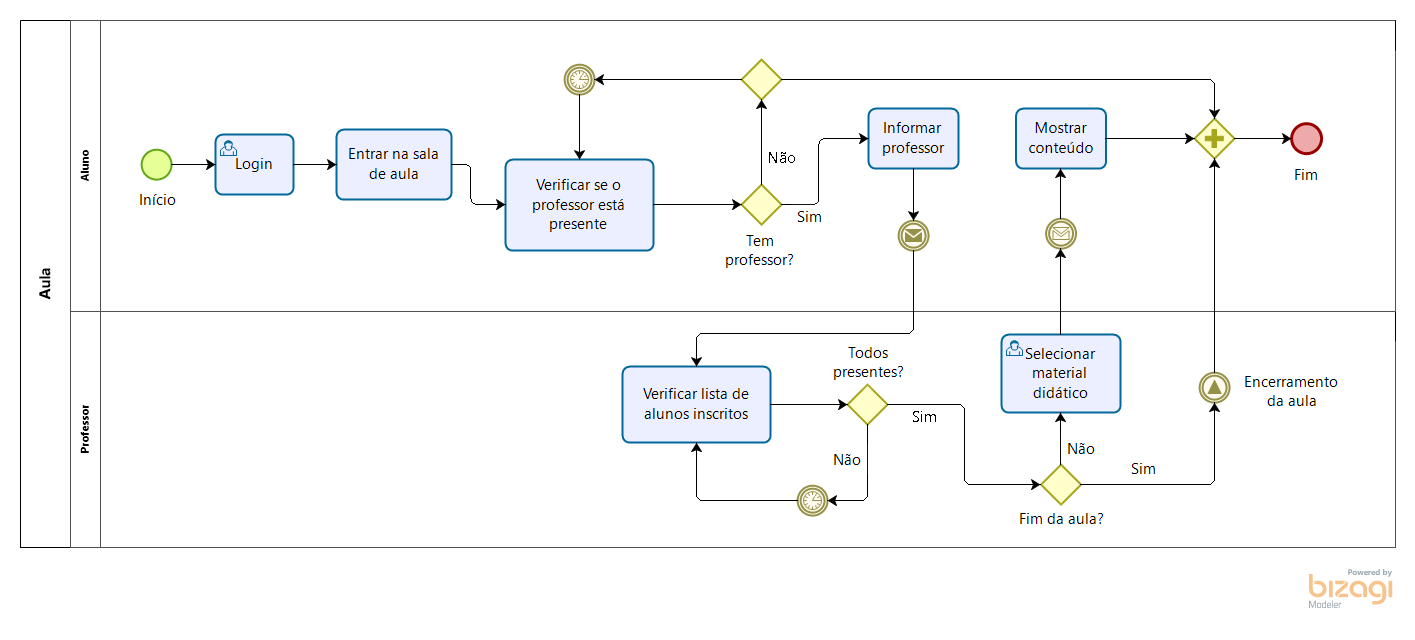 Aula
Aluno
Início
Login
Entrar na sala
de aula
Verificar se o
professor está
presente
Não
Sim
Tem
professor?
Informar
professor
Mostrar
conteúdo
Fim
Professor
Verificar lista de
alunos inscritos
Todos
presentes?
Sim
Não
Selecionar
material
didático
Não
Sim
Fim da aula?
Encerramento
da aula
Powered by
bizagi
Modeler